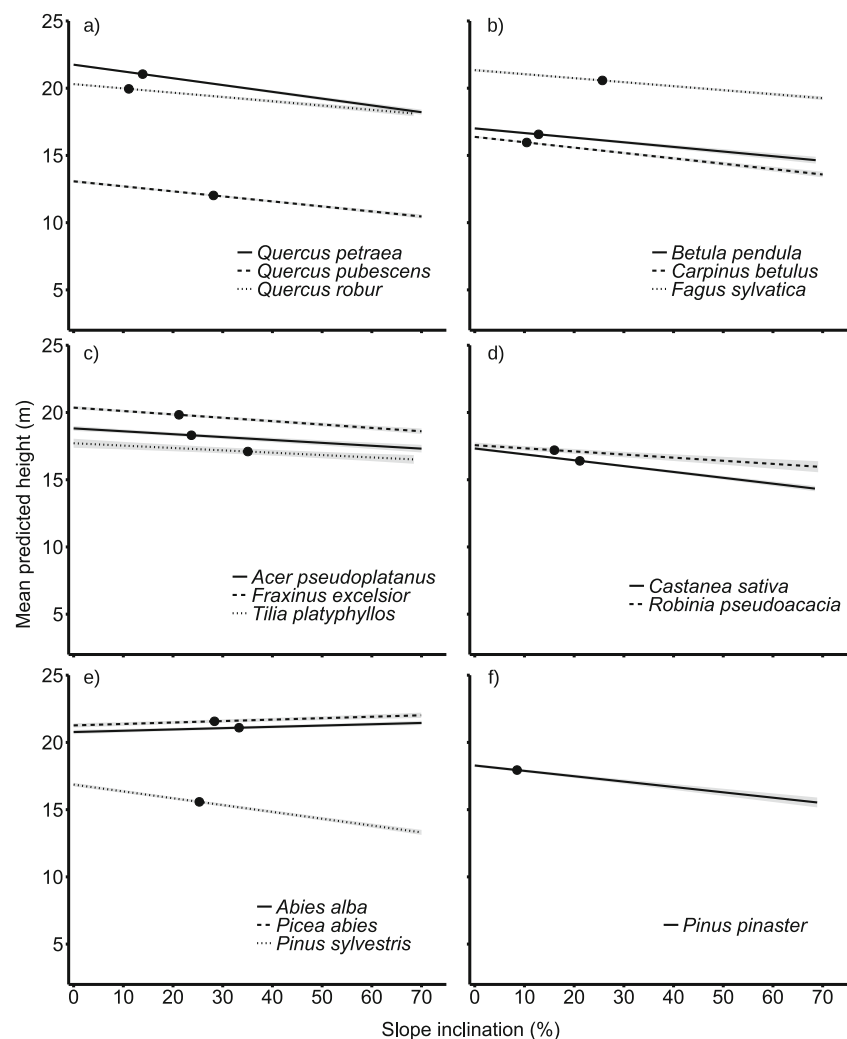 a)
25
20
15
10
5
Quercus petraea
Quercus pubescens
Quercus robur
b)
Betula pendula
Carpinus betulus
Fagus sylvatica
Mean predicted height (m)
c)
25
20
15
10
5
Acer pseudoplatanus
Fraxinus excelsior
Tilia platyphyllos
d)
Castanea sativa
Robinia pseudoacacia
e)
25
20
15
10
5
Abies alba
Picea abies
Pinus sylvestris
0 10 20 30 40 50 60 70
f)
Pinus pinaster
0 10 20 30 40 50 60 70
Slope inclination (%)